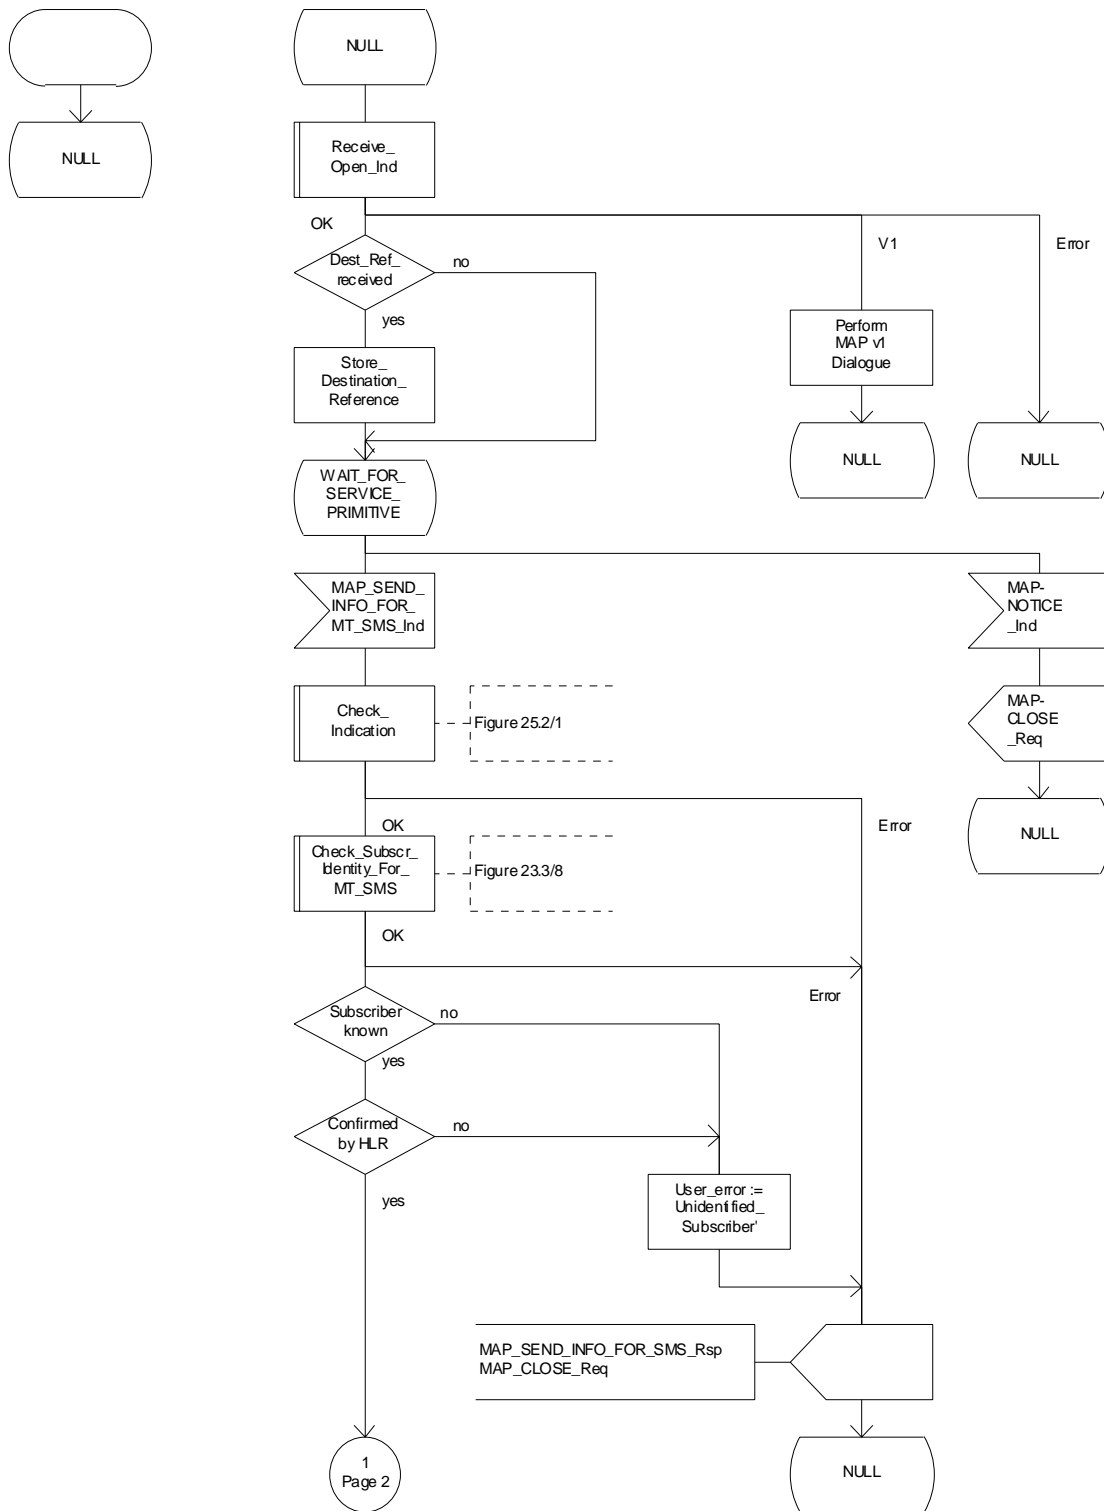 NULL
NULL
Receive_
Open_Ind
OK
V1
Error
Dest_Ref_
received
no
yes
Perform
MAP v1
Dialogue
Store_
Destination_
Reference
NULL
NULL
WAIT_FOR_
SERVICE_
PRIMITIVE
MAP_SEND_
INFO_FOR_
MT_SMS_Ind
MAP-
NOTICE
_Ind
Check_
Indication
Figure 25.2/1
MAP-
CLOSE
_Req
OK
Error
NULL
Check_Subscr_
Identity_For_
MT_SMS
Figure 23.3/8
OK
Error
Subscriber
known
no
yes
Confirmed
by HLR
no
yes
User_error :=
Unidentified_
Subscriber'
MAP_SEND_INFO_FOR_SMS_Rsp
MAP_CLOSE_Req
1
Page 2
NULL